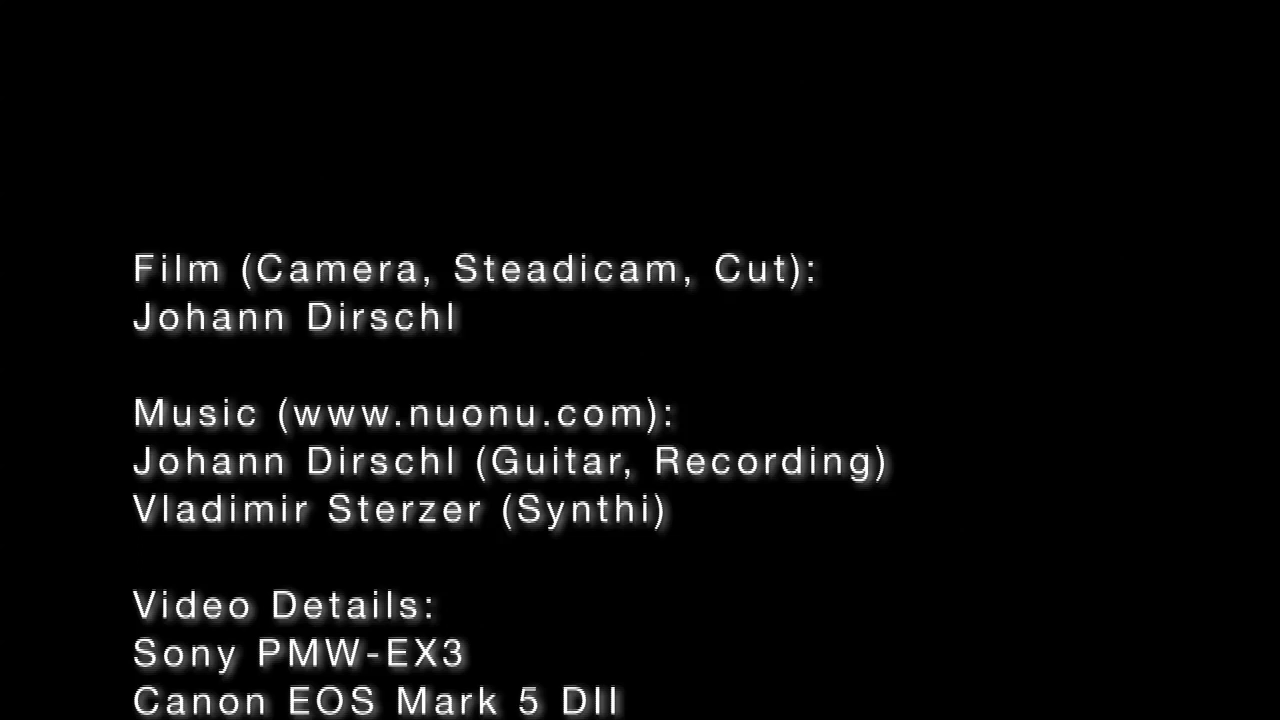 Film (Camera, Steadicam, Cut):
Johann Dirschl
Music (www.nuonu.com):
Johann Dirschl (Guitar, Recording)
Vladimir Sterzer (Synthi)
Video Details:
Sony PMW-EX3
Canon EOS Mark 5 DII